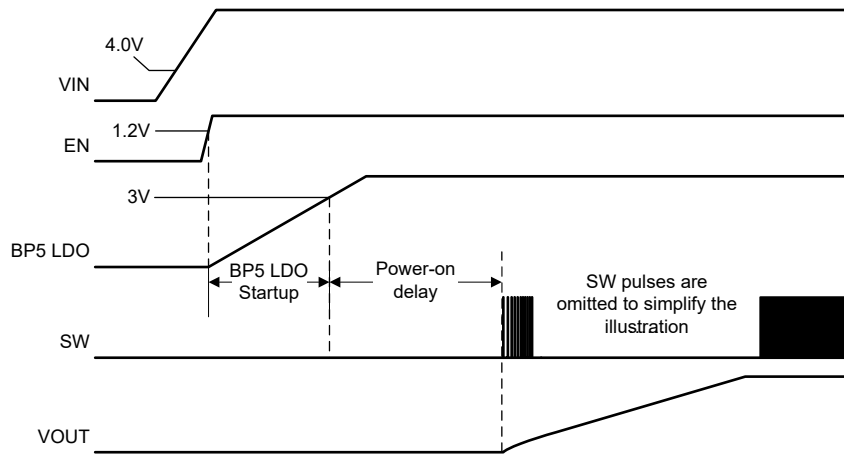 4.0V
VIN
1.2V
EN
3V
BP5 LDO
BP5 LDO
Startup
Power-on
delay
SW pulses are
omitted to simplify the
illustration
SW
VOUT